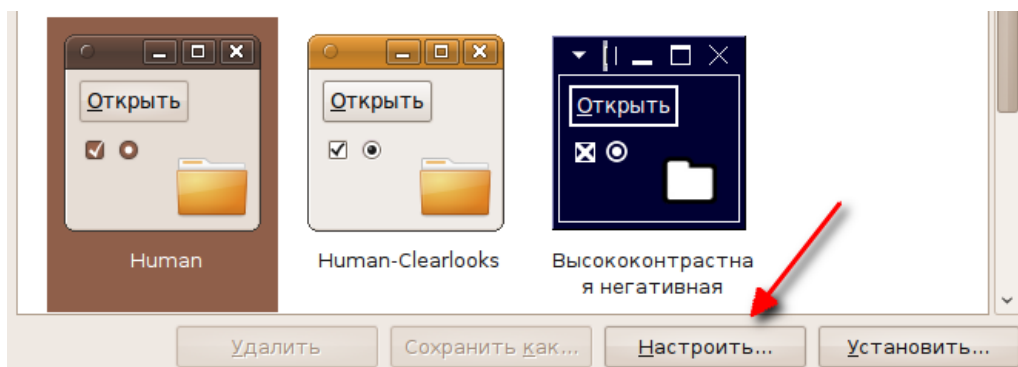 Открыть
Открыть
Открыть
Human
Human-Clearlooks
Высококонтрастна
я негативная
Удалить
Сохранить как...
Настроить...
Установить...